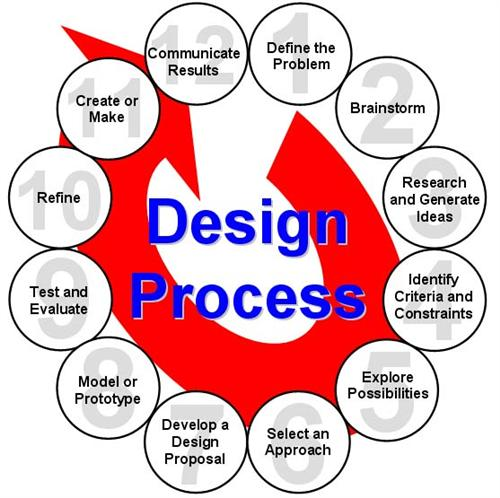 1
Define the
Problem
2
Brainstorm
3
Research
and Generate
Ideas
4
Identify
Criteria and
Constraints
5
Explore
Possibilities
6
Select an
Approach
7
Develop a
Design
Proposal
8
Model or
Prototype
9
Test and
Evaluate
10
Refine
11
Create or
Make
12
Communicate
Results
Design
Process